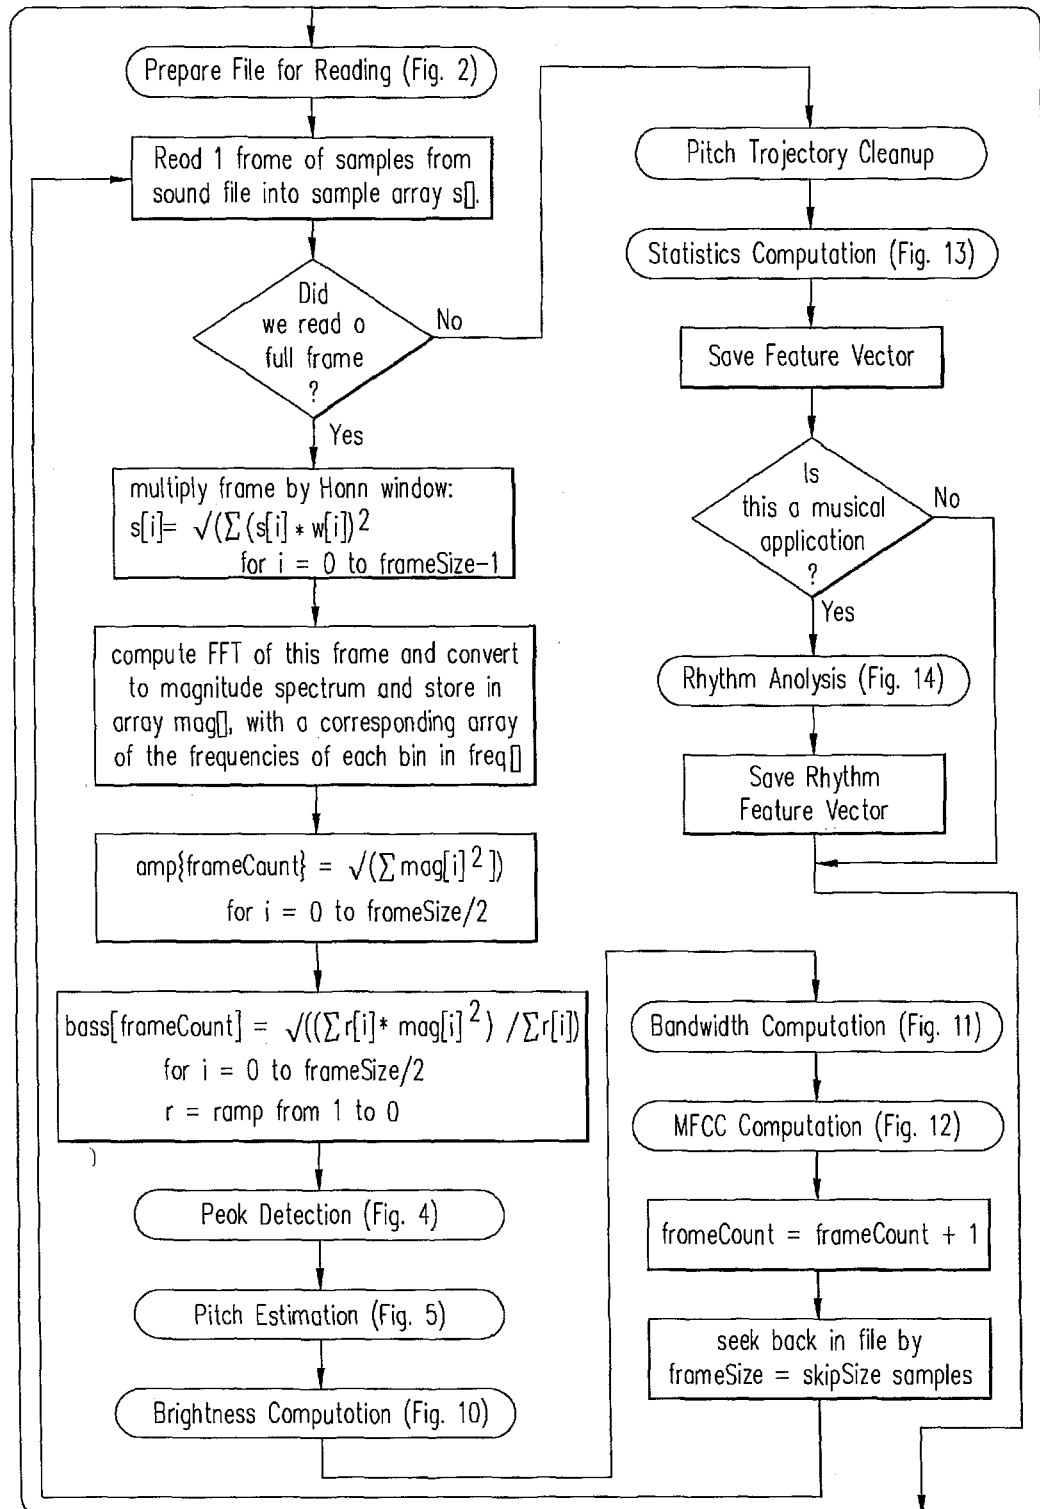 Prepare File for Reading (Fig. 2)
Read 1 frame of samples from
sound file into sample array s[].
Did
we read a
full frame
?
No
Yes
multiply frame by Hann window:
s[i]= √(∑(s[i] * w[i])²
for i = 0 to frameSize-1
compute FFT of this frame and convert
to magnitude spectrum and store in
array mag[], with a corresponding array
of the frequencies of each bin in freq[]
amp{frameCount} = √(∑mag[i]²])
for i = 0 to frameSize/2
bass[frameCount] = √((∑r[i]* mag[i]²) /∑r[i])
for i = 0 to frameSize/2
r = ramp from 1 to 0
Peak Detection (Fig. 4)
Pitch Estimation (Fig. 5)
Brightness Computation (Fig. 10)
Pitch Trajectory Cleanup
Statistics Computation (Fig. 13)
Save Feature Vector
Is
this a musical
application
?
No
Yes
Rhythm Analysis (Fig. 14)
Save Rhythm
Feature Vector
Bandwidth Computation (Fig. 11)
MFCC Computation (Fig. 12)
frameCount = frameCount + 1
seek back in file by
frameSize = skipSize samples